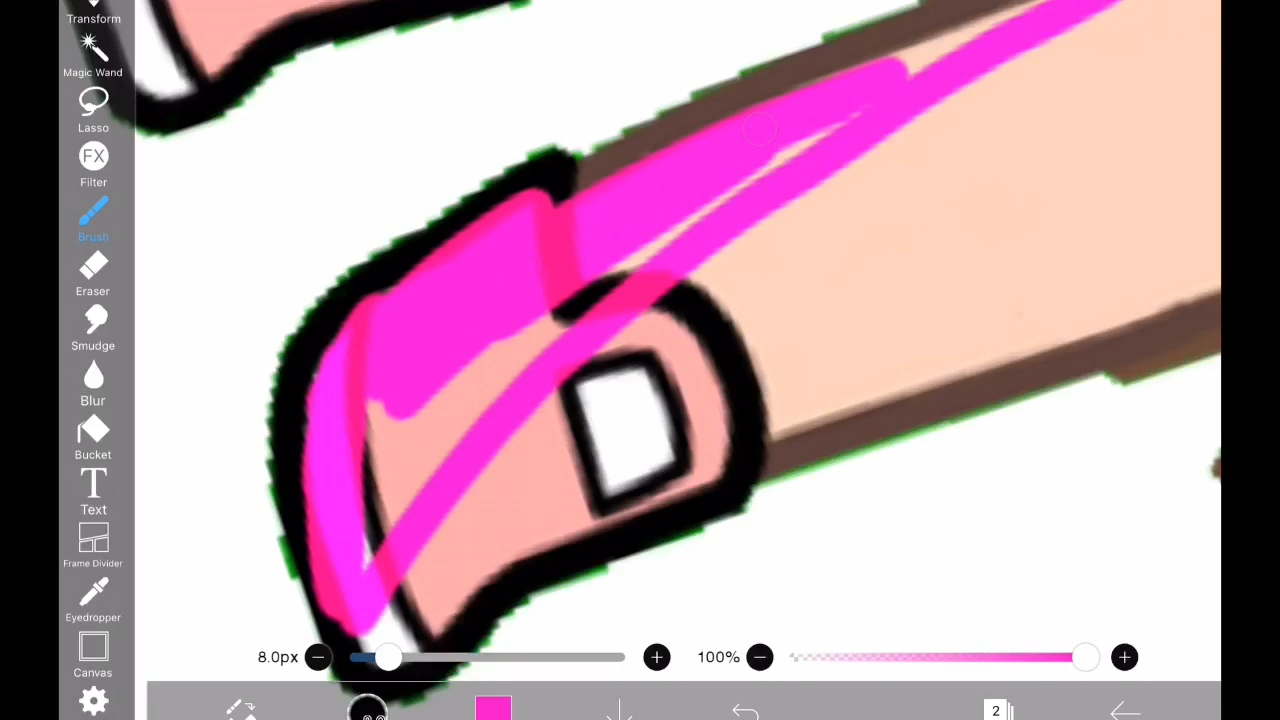 Transform
Magic Wand
Lasso
FX
Filter
Brush
Eraser
Smudge
Blur
Bucket
T
Text
Frame Divider
Eyedropper
Canvas
8.0px
100%
2